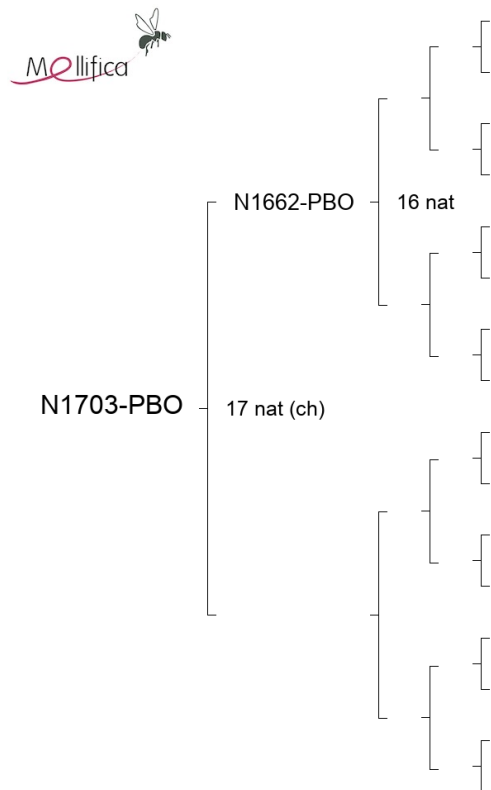 Mellifica
N1662-PBO
16 nat
N1703-PBO
17 nat (ch)